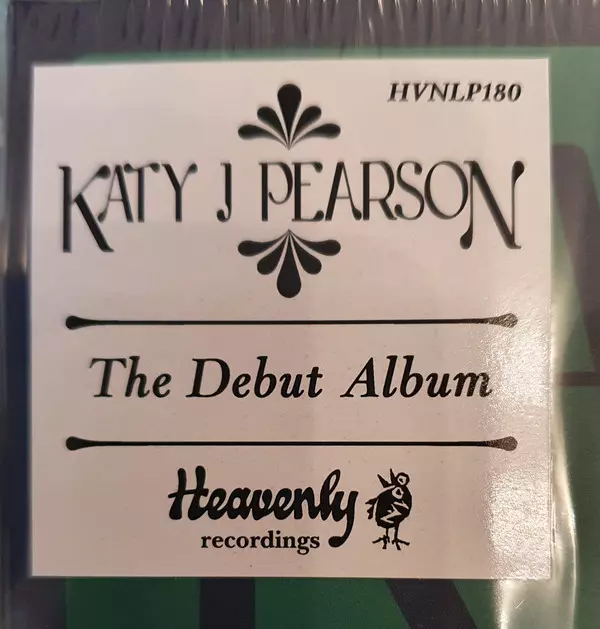 HVNLP180
KATY J PEARSON
The Debut Album
Heavenly
recordings